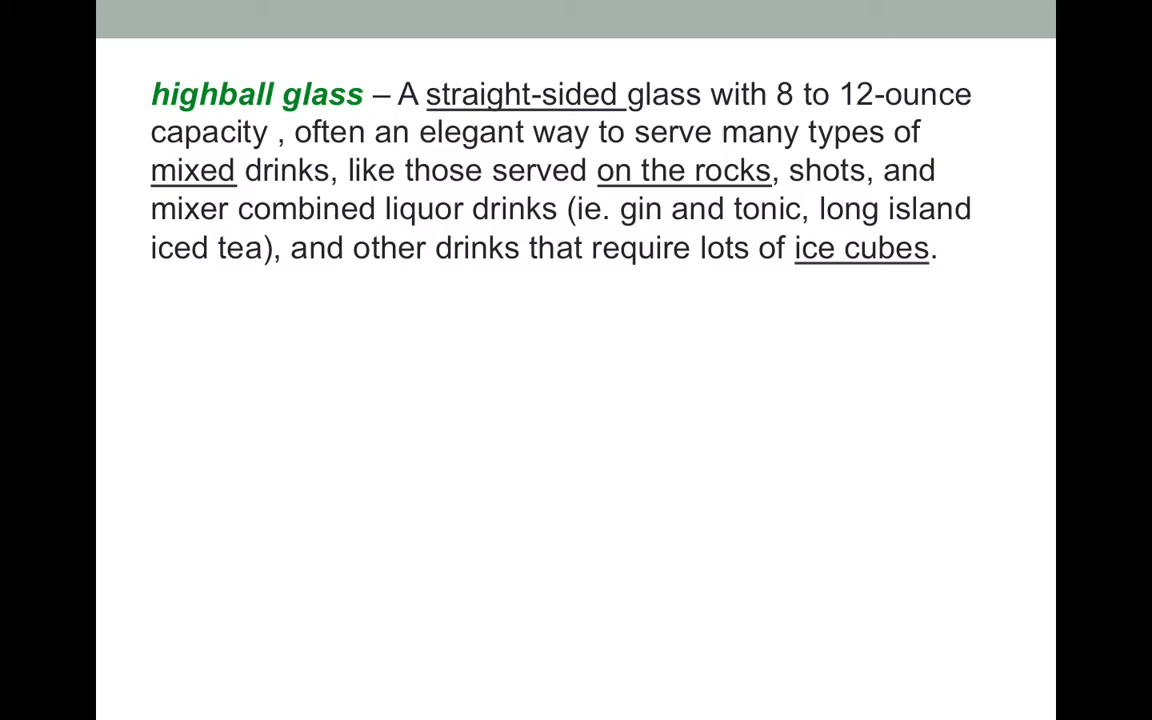 highball glass – A straight-sided glass with 8 to 12-ounce
capacity , often an elegant way to serve many types of
mixed drinks, like those served on the rocks, shots, and
mixer combined liquor drinks (ie. gin and tonic, long island
iced tea), and other drinks that require lots of ice cubes.